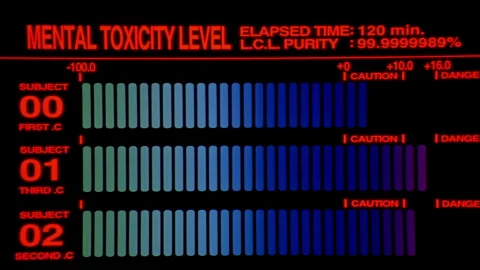 MENTAL TOXICITY LEVEL
ELAPSED TIME: 120 min.
L.C.L. PURITY : 99.9999989%
-100.0 +0 +10.0 +16.0
CAUTION DANGE
SUBJECT
00
FIRST .C
CAUTION DANGE
SUBJECT
01
THIRD .C
CAUTION DANGE
SUBJECT
02
SECOND .C